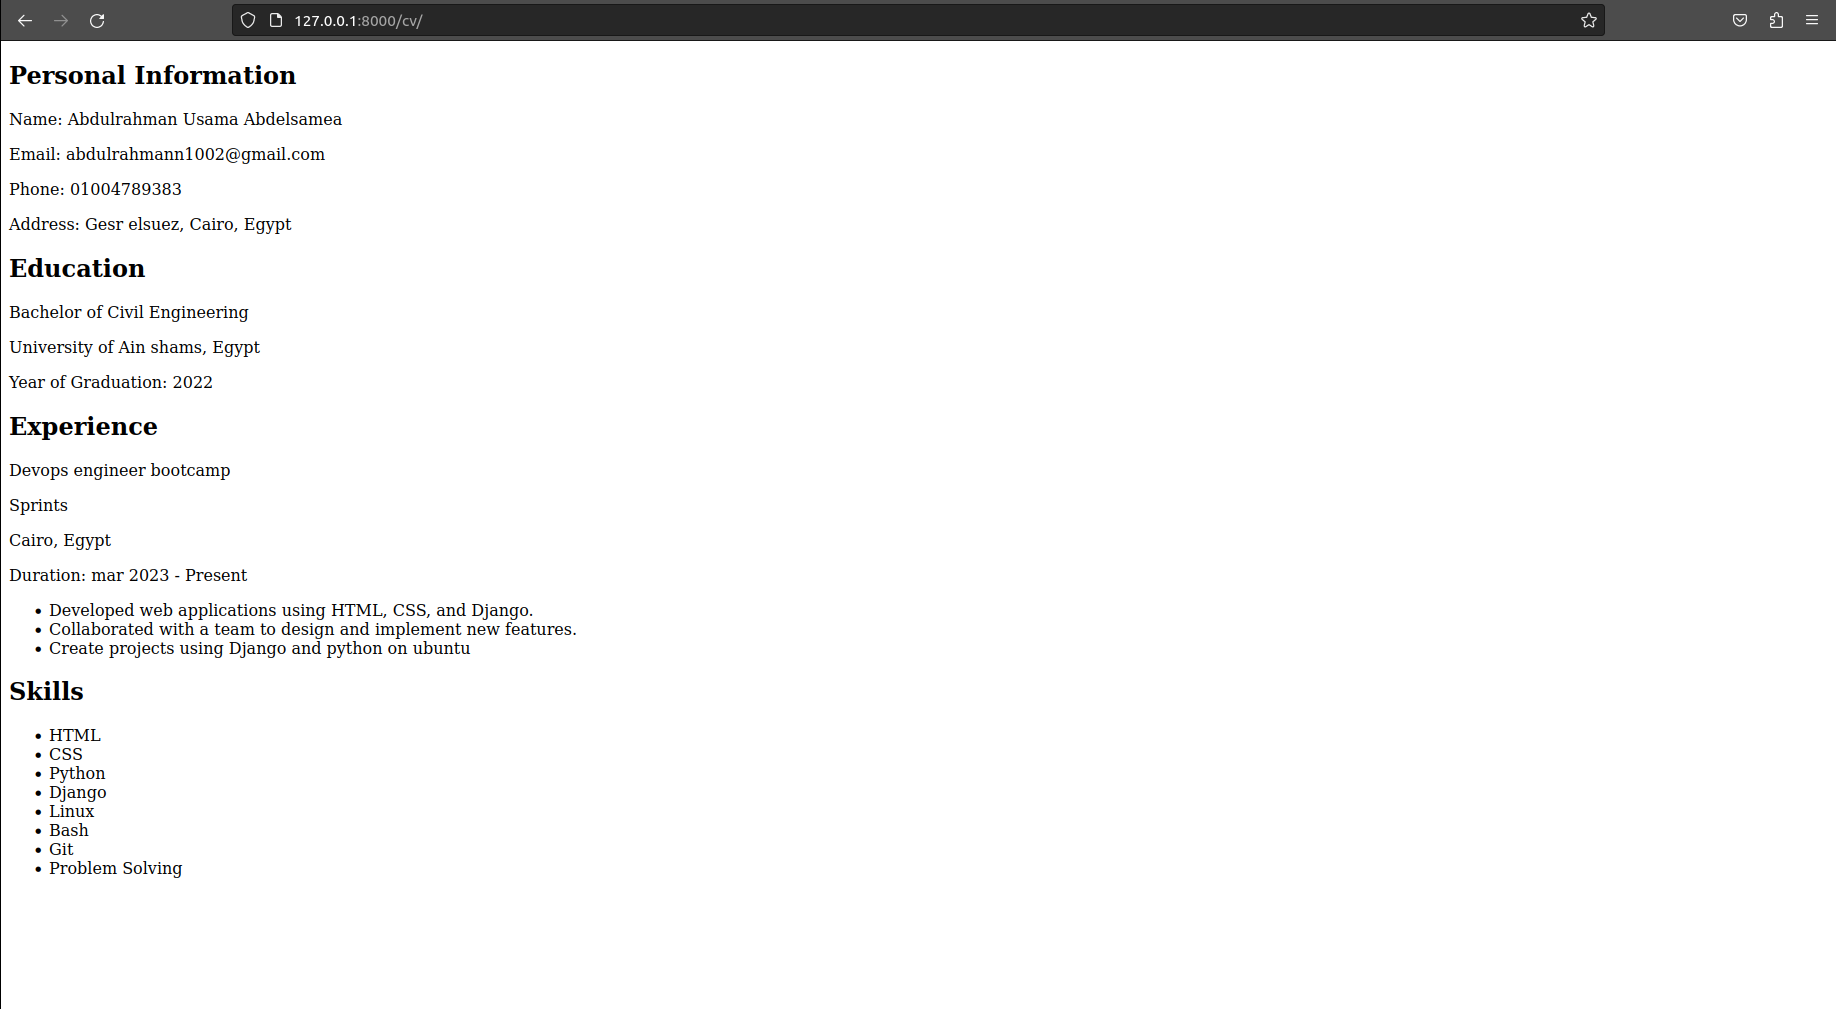 127.0.0.1:8000/cv/
Personal Information
Name: Abdulrahman Usama Abdelsamea
Email: abdulrahmann1002@gmail.com
Phone: 01004789383
Address: Gesr elsuez, Cairo, Egypt
Education
Bachelor of Civil Engineering
University of Ain shams, Egypt
Year of Graduation: 2022
Experience
Devops engineer bootcamp
Sprints
Cairo, Egypt
Duration: mar 2023 - Present
• Developed web applications using HTML, CSS, and Django.
• Collaborated with a team to design and implement new features.
• Create projects using Django and python on ubuntu
Skills
• HTML
• CSS
• Python
• Django
• Linux
• Bash
• Git
• Problem Solving